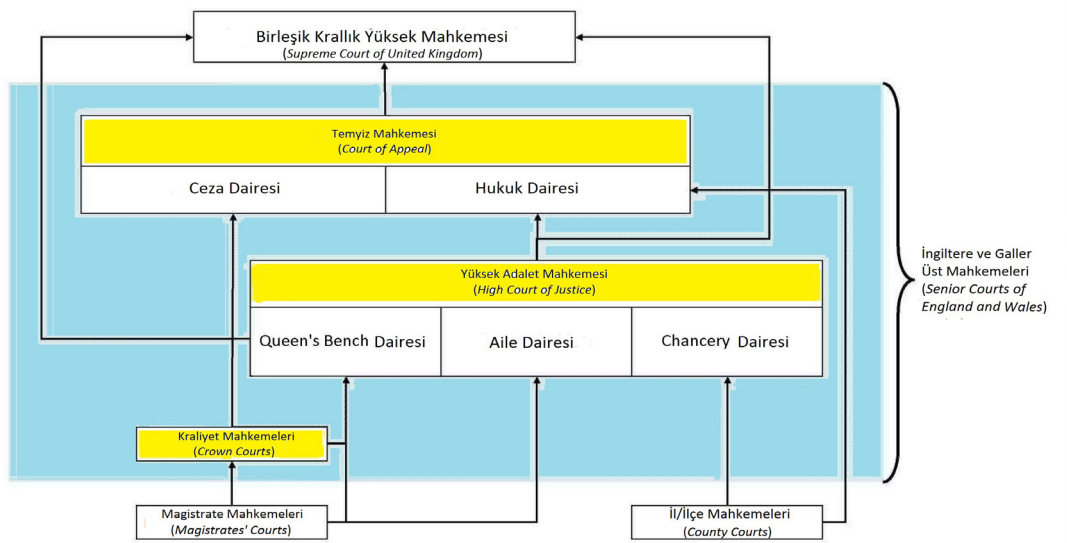 Birleşik Krallık Yüksek Mahkemesi
(Supreme Court of United Kingdom)
Temyiz Mahkemesi
(Court of Appeal)
Ceza Dairesi
Hukuk Dairesi
Yüksek Adalet Mahkemesi
(High Court of Justice)
Queen's Bench Dairesi
Aile Dairesi
Chancery Dairesi
Kraliyet Mahkemeleri
(Crown Courts)
Magistrate Mahkemeleri
(Magistrates' Courts)
İl/İlçe Mahkemeleri
(County Courts)
İngiltere ve Galler
Üst Mahkemeleri
(Senior Courts of
England and Wales)